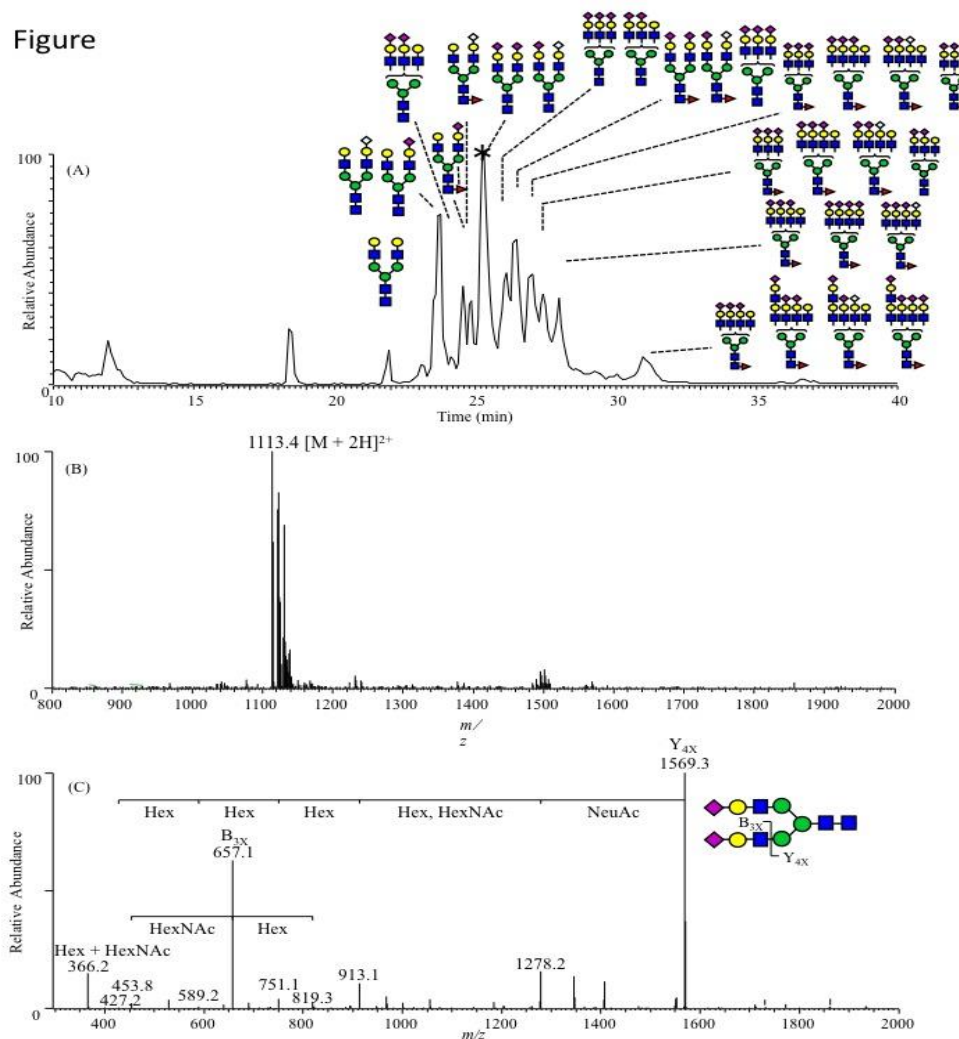 Figure
100
(A)
*
Relative Abundance
0
10
15
20
25
30
35
40
Time (min)
1113.4 [M + 2H]²⁺
100
(B)
Relative Abundance
0
800
900
1000
1100
1200
1300
1400
1500
1600
1700
1800
1900
2000
m/
z
Y4X
1569.3
100
(C)
Hex
Hex
Hex
Hex, HexNAc
NeuAc
B3X
657.1
B3X
Y4X
Relative Abundance
HexNAc
Hex
Hex + HexNAc
366.2
453.8
427.2
589.2
751.1
819.3
913.1
1278.2
0
400
600
800
1000
1200
1400
1600
1800
2000
m/z